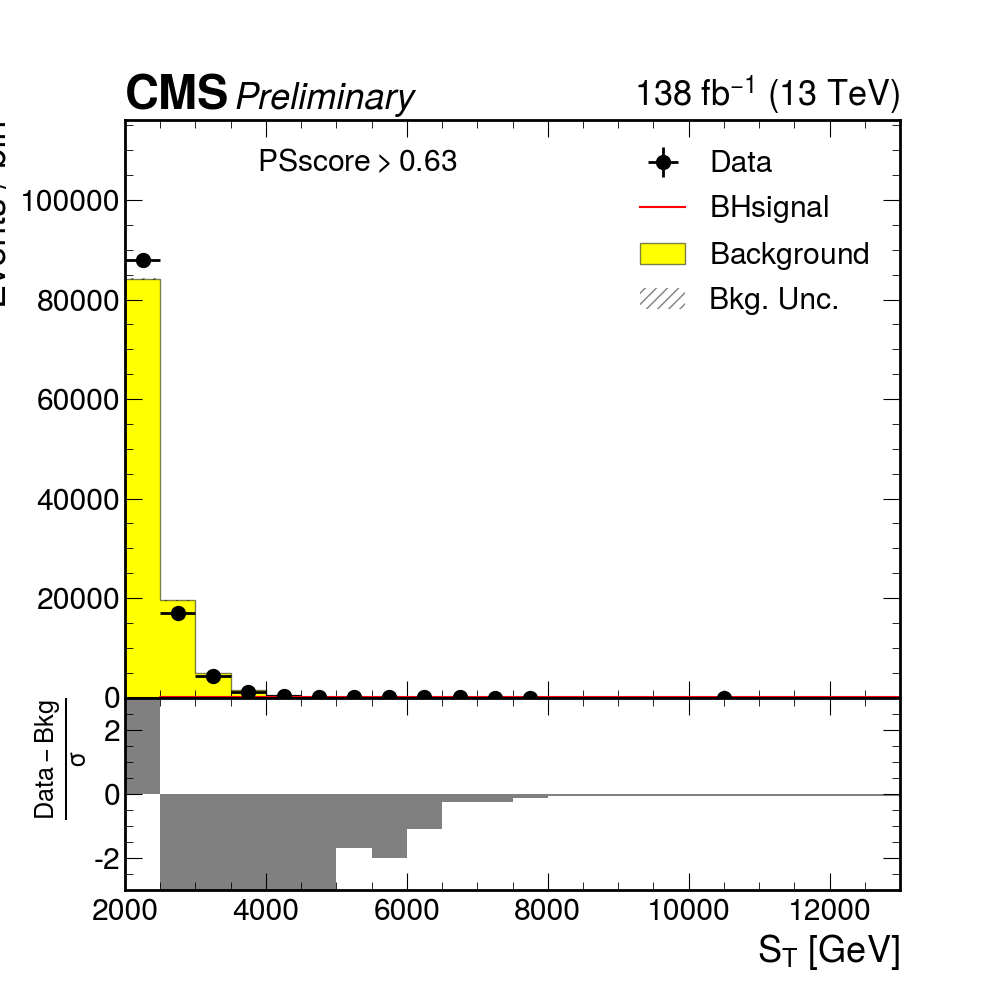 CMS Preliminary 138 fb⁻¹ (13 TeV)
PSscore > 0.63
Data
BHsignal
Background
Bkg. Unc.
100000
80000
60000
40000
20000
0
Data – Bkg
σ
2
0
-2
2000 4000 6000 8000 10000 12000
S_T [GeV]